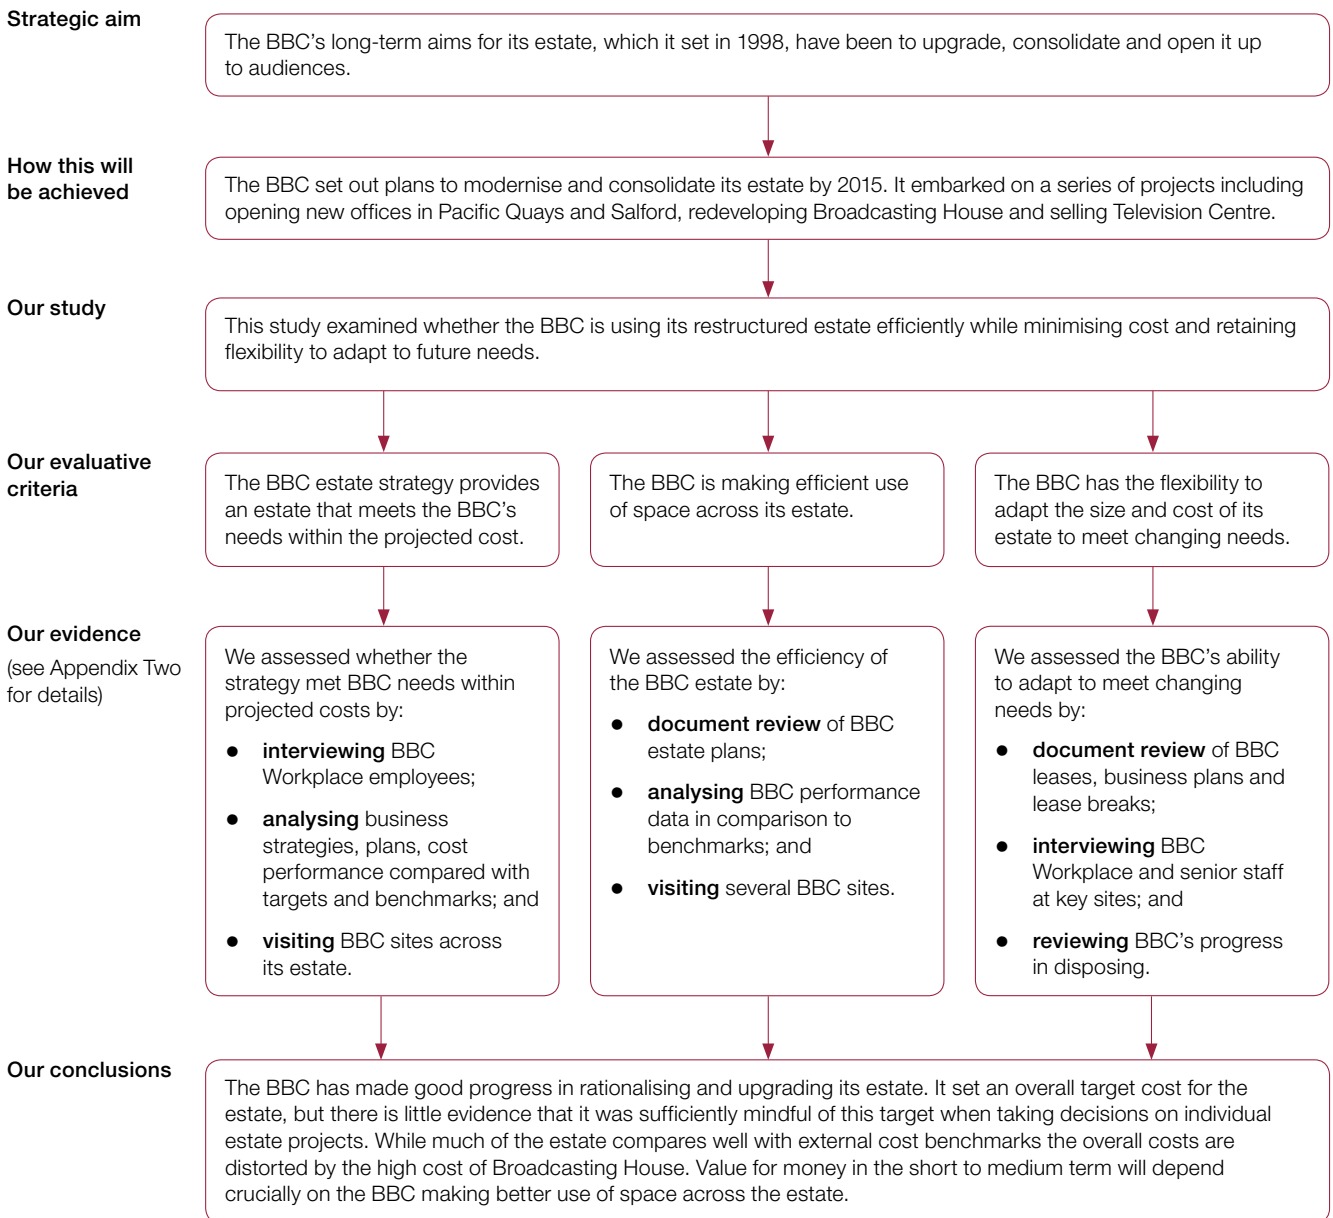 Strategic aim
The BBC’s long-term aims for its estate, which it set in 1998, have been to upgrade, consolidate and open it up
to audiences.
How this will
be achieved
The BBC set out plans to modernise and consolidate its estate by 2015. It embarked on a series of projects including
opening new offices in Pacific Quays and Salford, redeveloping Broadcasting House and selling Television Centre.
Our study
This study examined whether the BBC is using its restructured estate efficiently while minimising cost and retaining
flexibility to adapt to future needs.
Our evaluative
criteria
The BBC estate strategy provides
an estate that meets the BBC’s
needs within the projected cost.
The BBC is making efficient use
of space across its estate.
The BBC has the flexibility to
adapt the size and cost of its
estate to meet changing needs.
Our evidence
(see Appendix Two
for details)
We assessed whether the
strategy met BBC needs within
projected costs by:
● interviewing BBC
Workplace employees;
● analysing business
strategies, plans, cost
performance compared with
targets and benchmarks; and
● visiting BBC sites across
its estate.
We assessed the efficiency of
the BBC estate by:
● document review of BBC
estate plans;
● analysing BBC performance
data in comparison to
benchmarks; and
● visiting several BBC sites.
We assessed the BBC’s ability
to adapt to meet changing
needs by:
● document review of BBC
leases, business plans and
lease breaks;
● interviewing BBC
Workplace and senior staff
at key sites; and
● reviewing BBC’s progress
in disposing.
Our conclusions
The BBC has made good progress in rationalising and upgrading its estate. It set an overall target cost for the
estate, but there is little evidence that it was sufficiently mindful of this target when taking decisions on individual
estate projects. While much of the estate compares well with external cost benchmarks the overall costs are
distorted by the high cost of Broadcasting House. Value for money in the short to medium term will depend
crucially on the BBC making better use of space across the estate.